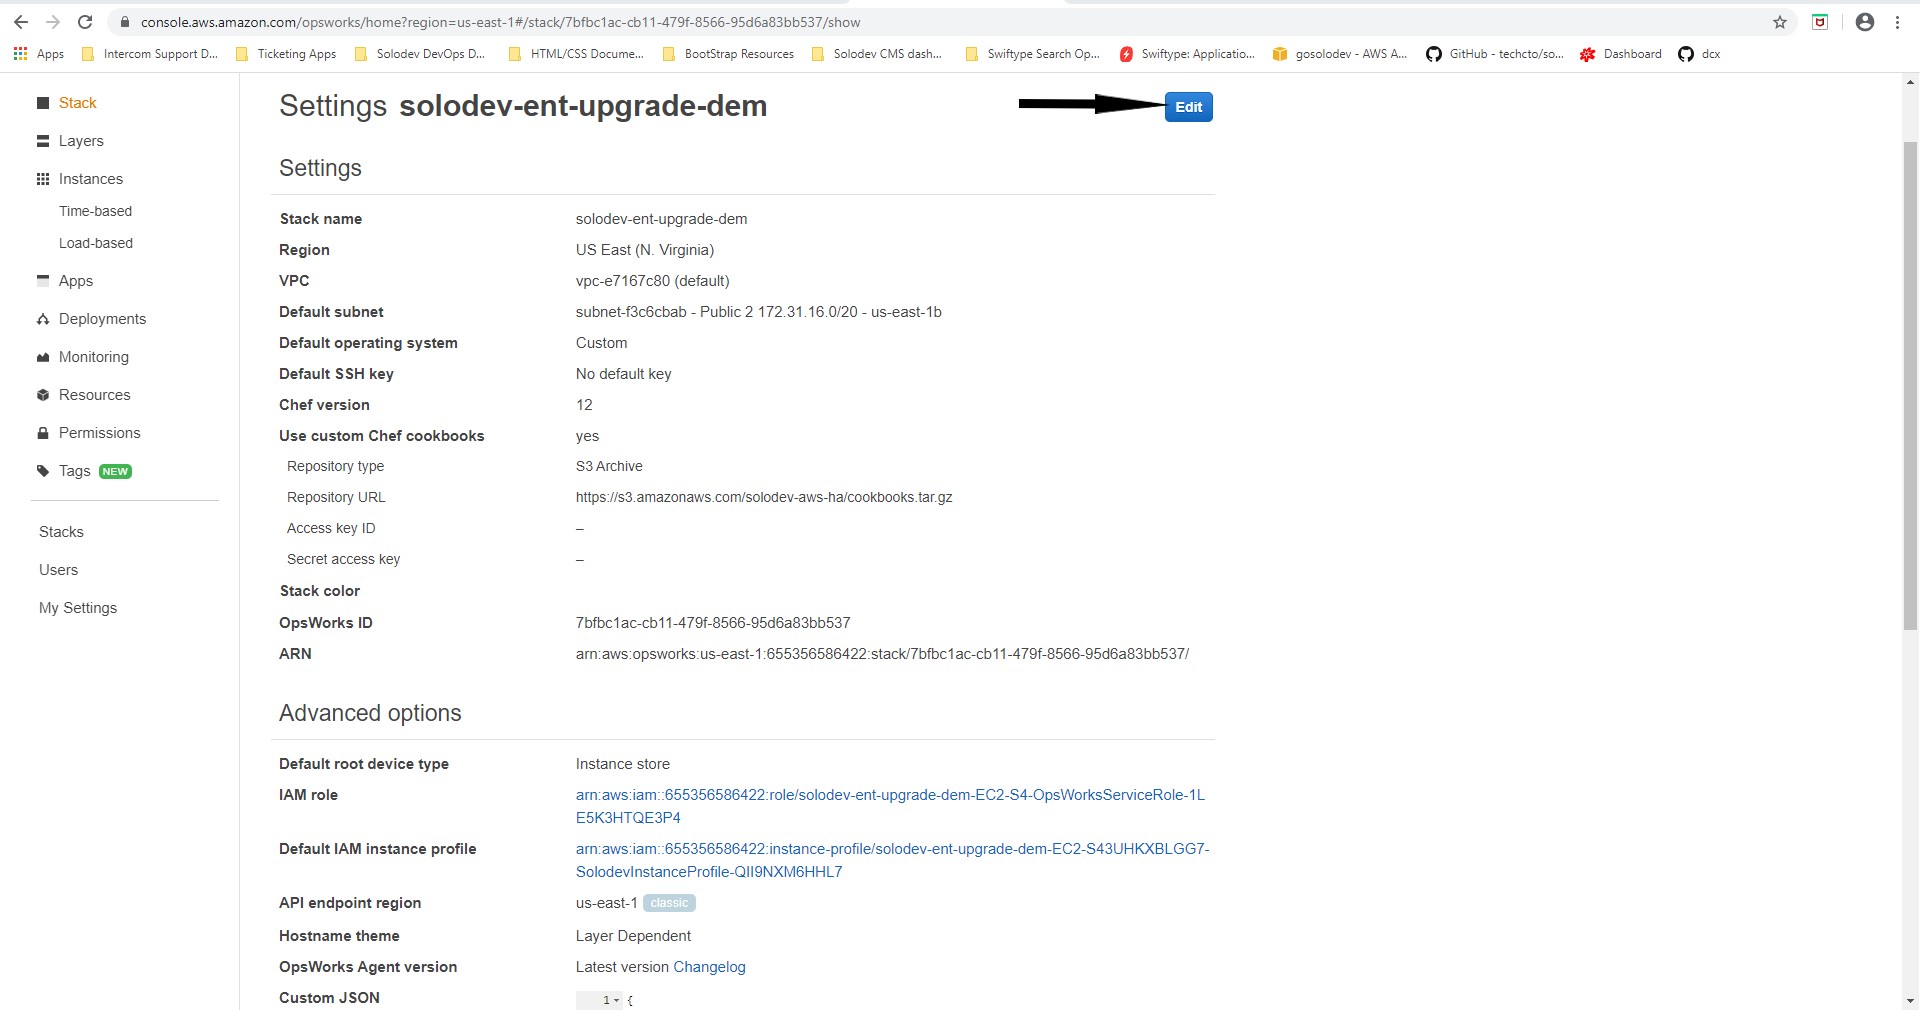 console.aws.amazon.com/opsworks/home?region=us-east-1#/stack/7bfbc1ac-cb11-479f-8566-95d6a83bb537/show
Apps Intercom Support D... Ticketing Apps Solodev DevOps D... HTML/CSS Docume... BootStrap Resources Solodev CMS dash... Swiftype Search Op... Swiftype: Applicatio... gosolodev - AWS A... GitHub - techcto/so... Dashboard dcx
Stack
Layers
Instances
Time-based
Load-based
Apps
Deployments
Monitoring
Resources
Permissions
Tags NEW
Stacks
Users
My Settings
Settings solodev-ent-upgrade-dem Edit
Settings
Stack name solodev-ent-upgrade-dem
Region US East (N. Virginia)
VPC vpc-e7167c80 (default)
Default subnet subnet-f3c6cbab - Public 2 172.31.16.0/20 - us-east-1b
Default operating system Custom
Default SSH key No default key
Chef version 12
Use custom Chef cookbooks yes
Repository type S3 Archive
Repository URL https://s3.amazonaws.com/solodev-aws-ha/cookbooks.tar.gz
Access key ID –
Secret access key –
Stack color
OpsWorks ID 7bfbc1ac-cb11-479f-8566-95d6a83bb537
ARN arn:aws:opsworks:us-east-1:655356586422:stack/7bfbc1ac-cb11-479f-8566-95d6a83bb537/
Advanced options
Default root device type Instance store
IAM role arn:aws:iam::655356586422:role/solodev-ent-upgrade-dem-EC2-S4-OpsWorksServiceRole-1L
E5K3HTQE3P4
Default IAM instance profile arn:aws:iam::655356586422:instance-profile/solodev-ent-upgrade-dem-EC2-S43UHKXBLGG7-
SolodevInstanceProfile-QII9NXM6HHL7
API endpoint region us-east-1 classic
Hostname theme Layer Dependent
OpsWorks Agent version Latest version Changelog
Custom JSON 1 {